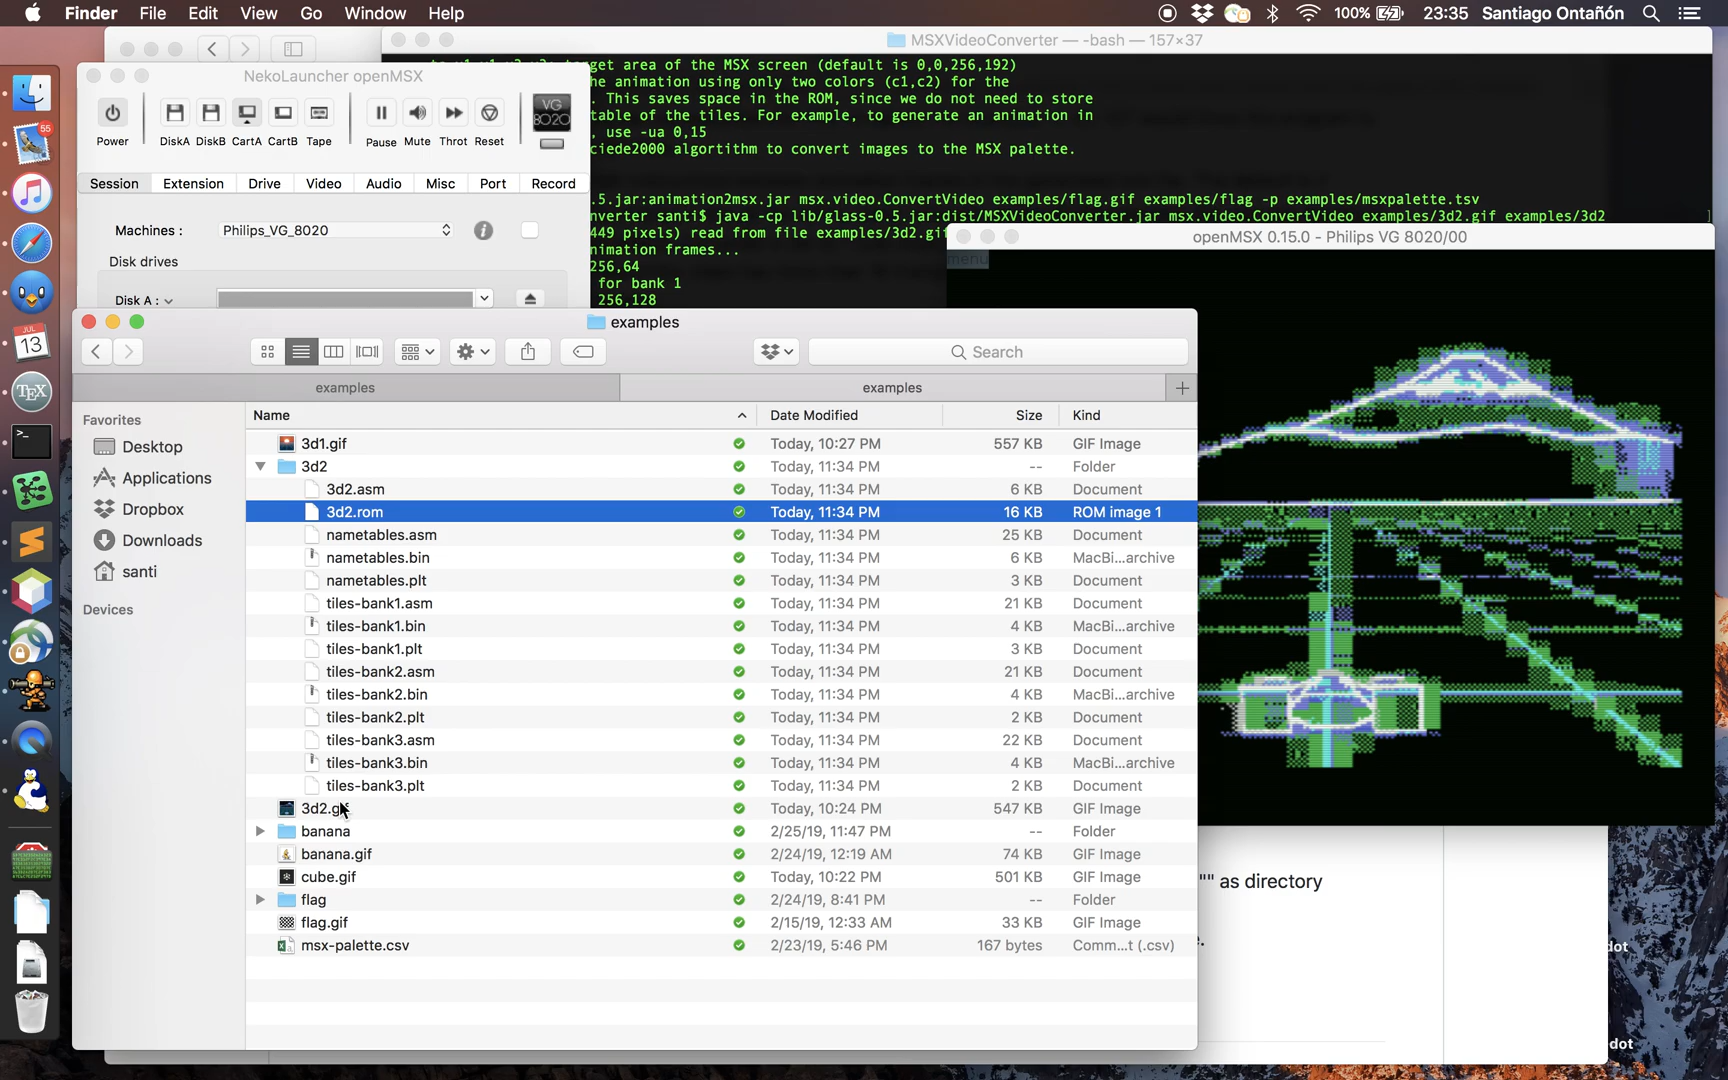 Finder File Edit View Go Window Help 100% 23:35 Santiago Ontañón
MSXVideoConverter — -bash — 157×37
NekoLauncher openMSX
Power DiskA DiskB CartA CartB Tape Pause Mute Throt Reset
VG
8020
Session Extension Drive Video Audio Misc Port Record
Machines : Philips_VG_8020
Disk drives
Disk A :
get area of the MSX screen (default is 0,0,256,192)
he animation using only two colors (c1,c2) for the
. This saves space in the ROM, since we do not need to store
table of the tiles. For example, to generate an animation in
, use -ua 0,15
ciede2000 algortithm to convert images to the MSX palette.
.5.jar:animation2msx.jar msx.video.ConvertVideo examples/flag.gif examples/flag -p examples/msxpalette.tsv
nverter santi$ java -cp lib/glass-0.5.jar:dist/MSXVideoConverter.jar msx.video.ConvertVideo examples/3d2.gif examples/3d2
449 pixels) read from file examples/3d2.gif
nimation frames...
256,64
for bank 1
256,128
openMSX 0.15.0 - Philips VG 8020/00
menu
examples
Search
examples examples
Favorites
Desktop
Applications
Dropbox
Downloads
santi
Devices
Name Date Modified Size Kind
3d1.gif Today, 10:27 PM 557 KB GIF Image
3d2 Today, 11:34 PM -- Folder
3d2.asm Today, 11:34 PM 6 KB Document
3d2.rom Today, 11:34 PM 16 KB ROM image 1
nametables.asm Today, 11:34 PM 25 KB Document
nametables.bin Today, 11:34 PM 6 KB MacBi...archive
nametables.plt Today, 11:34 PM 3 KB Document
tiles-bank1.asm Today, 11:34 PM 21 KB Document
tiles-bank1.bin Today, 11:34 PM 4 KB MacBi...archive
tiles-bank1.plt Today, 11:34 PM 3 KB Document
tiles-bank2.asm Today, 11:34 PM 21 KB Document
tiles-bank2.bin Today, 11:34 PM 4 KB MacBi...archive
tiles-bank2.plt Today, 11:34 PM 2 KB Document
tiles-bank3.asm Today, 11:34 PM 22 KB Document
tiles-bank3.bin Today, 11:34 PM 4 KB MacBi...archive
tiles-bank3.plt Today, 11:34 PM 2 KB Document
3d2.gif Today, 10:24 PM 547 KB GIF Image
banana 2/25/19, 11:47 PM -- Folder
banana.gif 2/24/19, 12:19 AM 74 KB GIF Image
cube.gif Today, 10:22 PM 501 KB GIF Image
flag 2/24/19, 8:41 PM -- Folder
flag.gif 2/15/19, 12:33 AM 33 KB GIF Image
msx-palette.csv 2/23/19, 5:46 PM 167 bytes Comm...t (.csv)
"" as directory
dot
dot
55
JUL
13
TEX